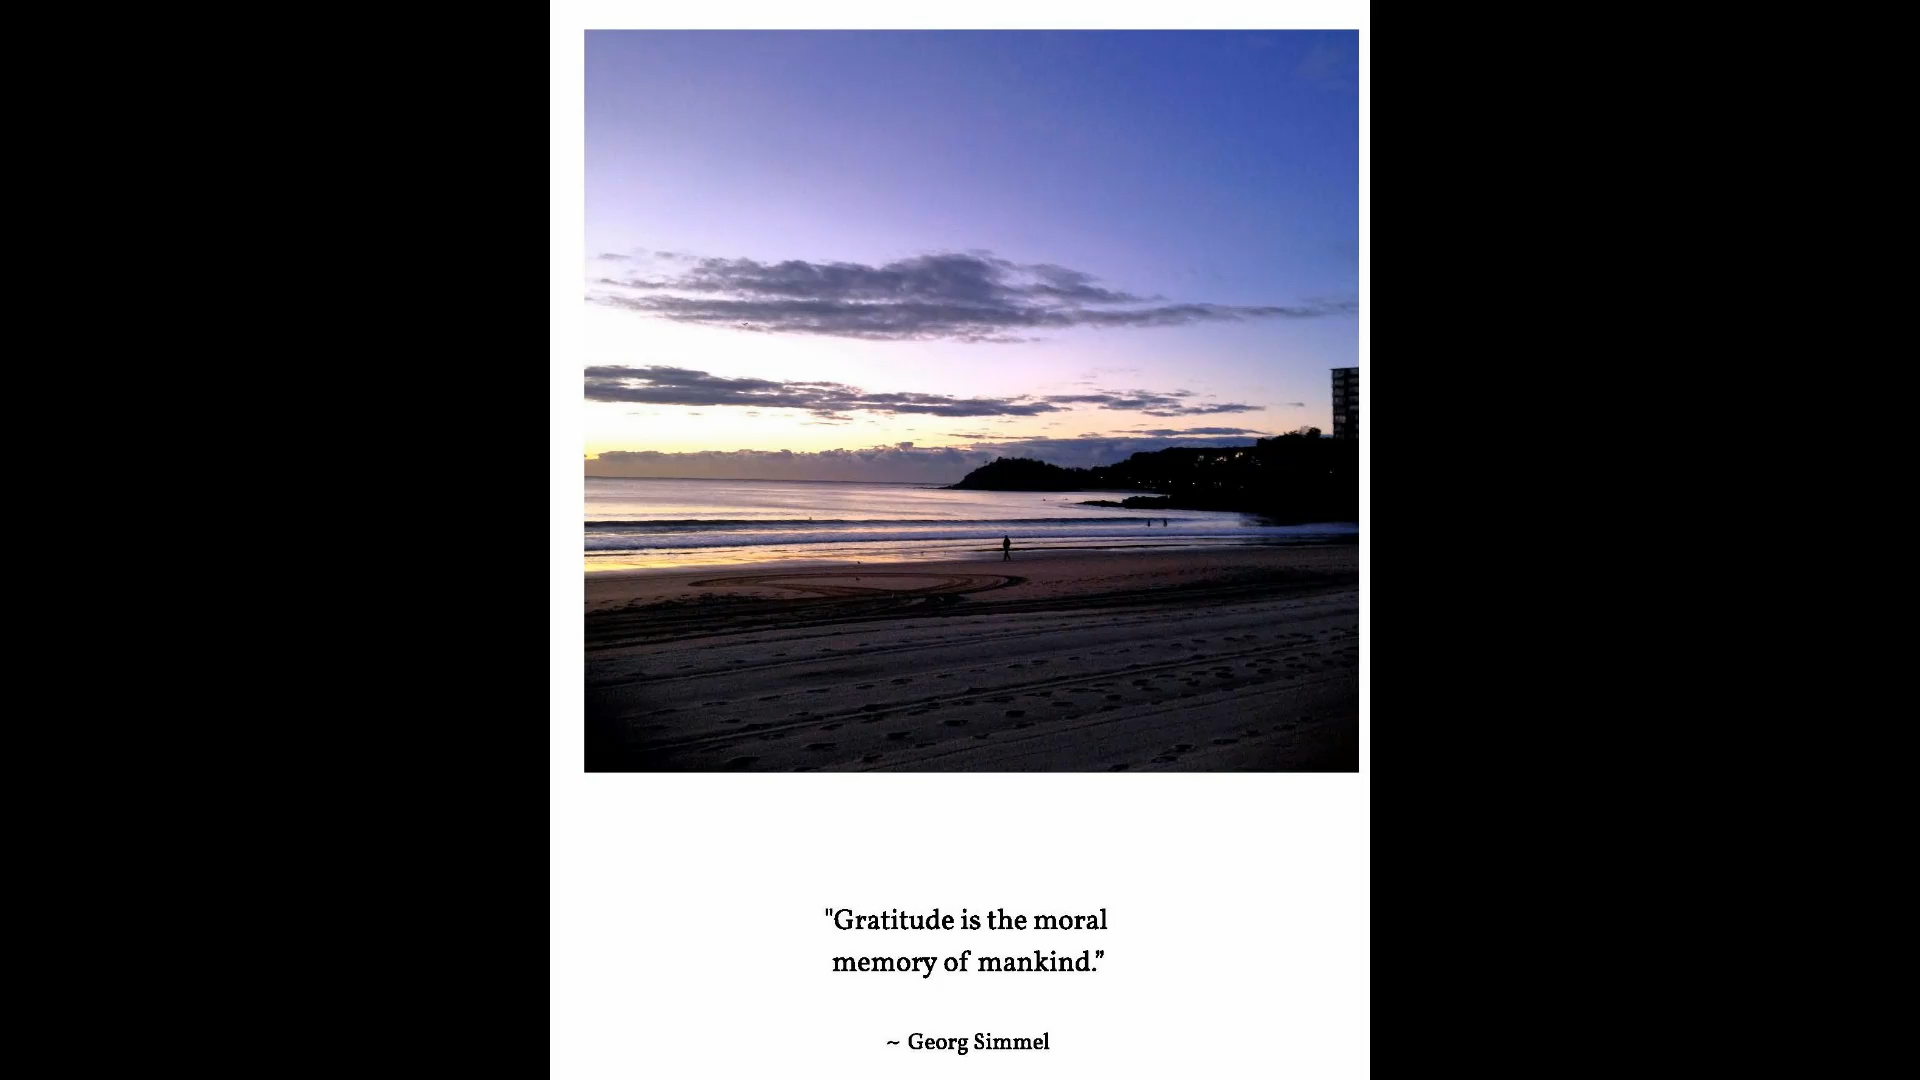 "Gratitude is the moral
memory of mankind.”
~ Georg Simmel